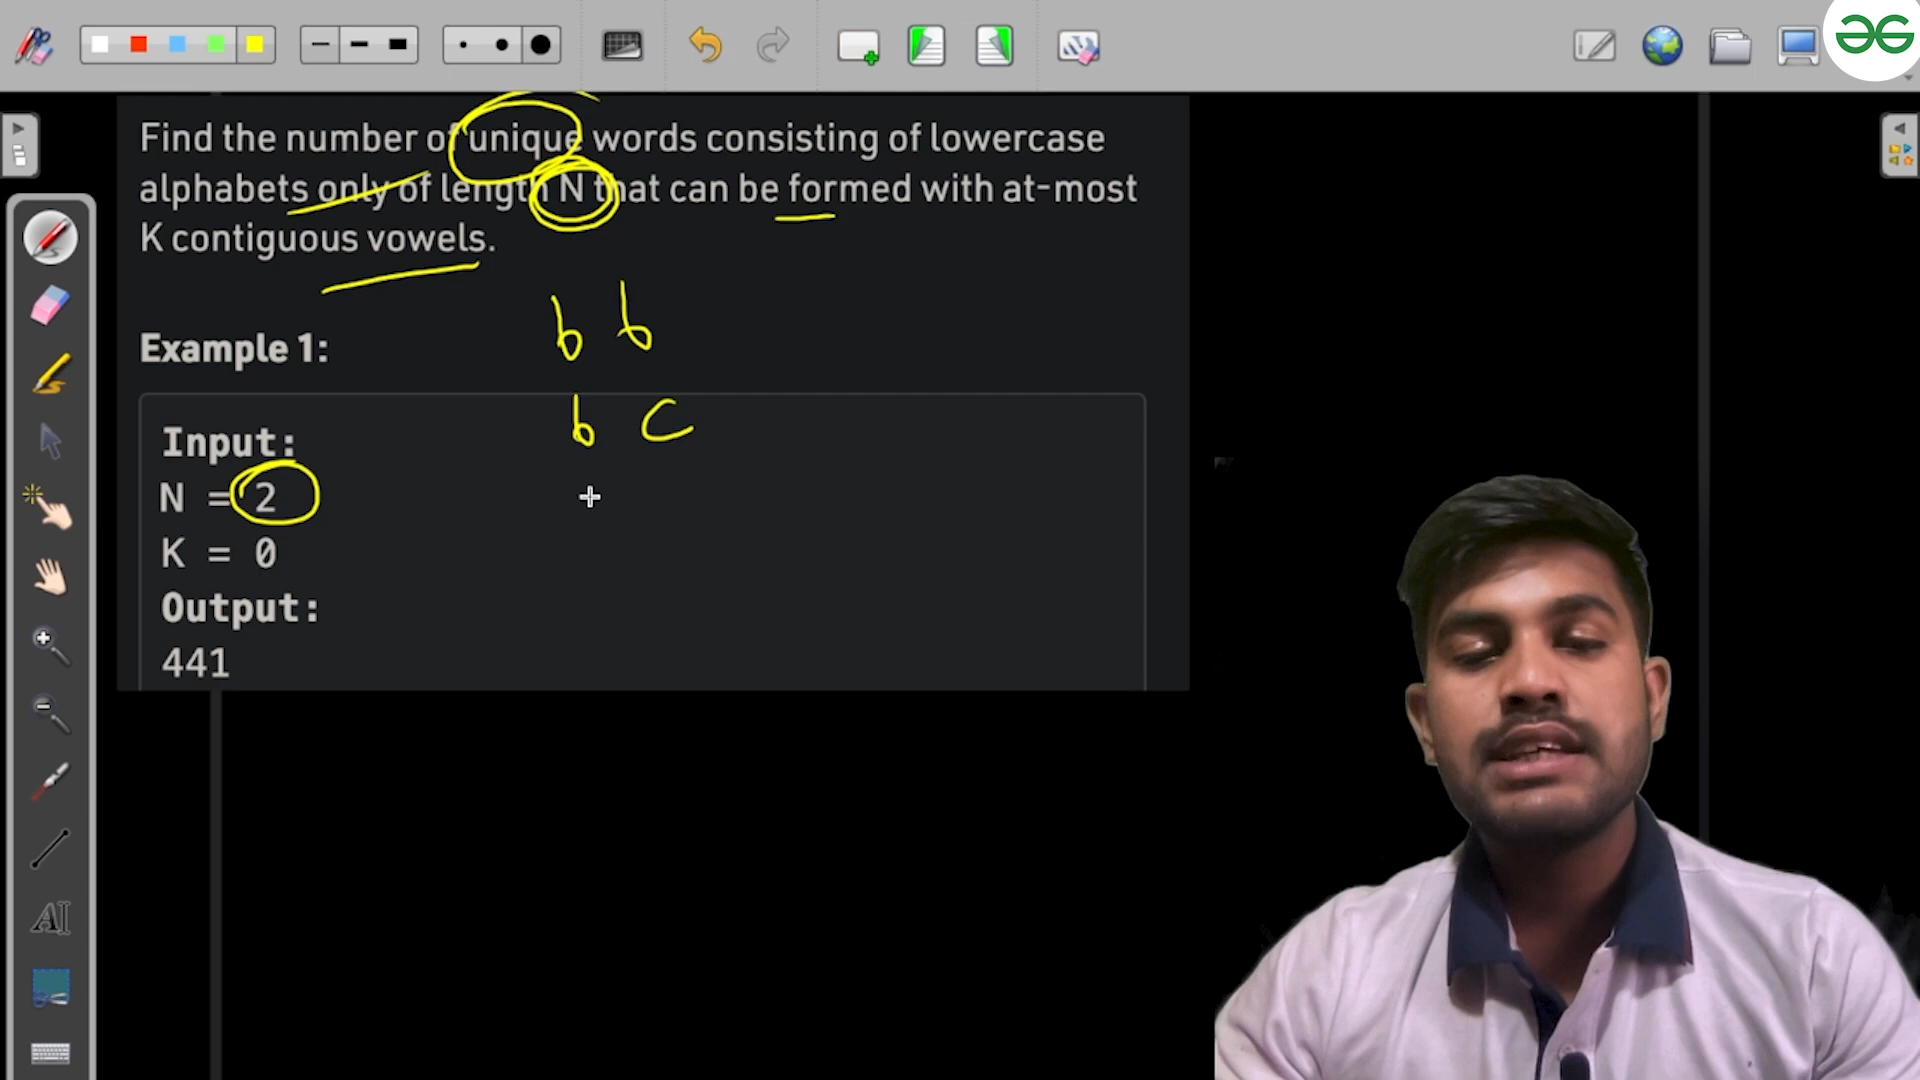 Find the number of unique words consisting of lowercase
alphabets only of length N that can be formed with at-most
K contiguous vowels.
b b
Example 1:
b c
Input:
N = 2
K = 0
Output:
441
AI